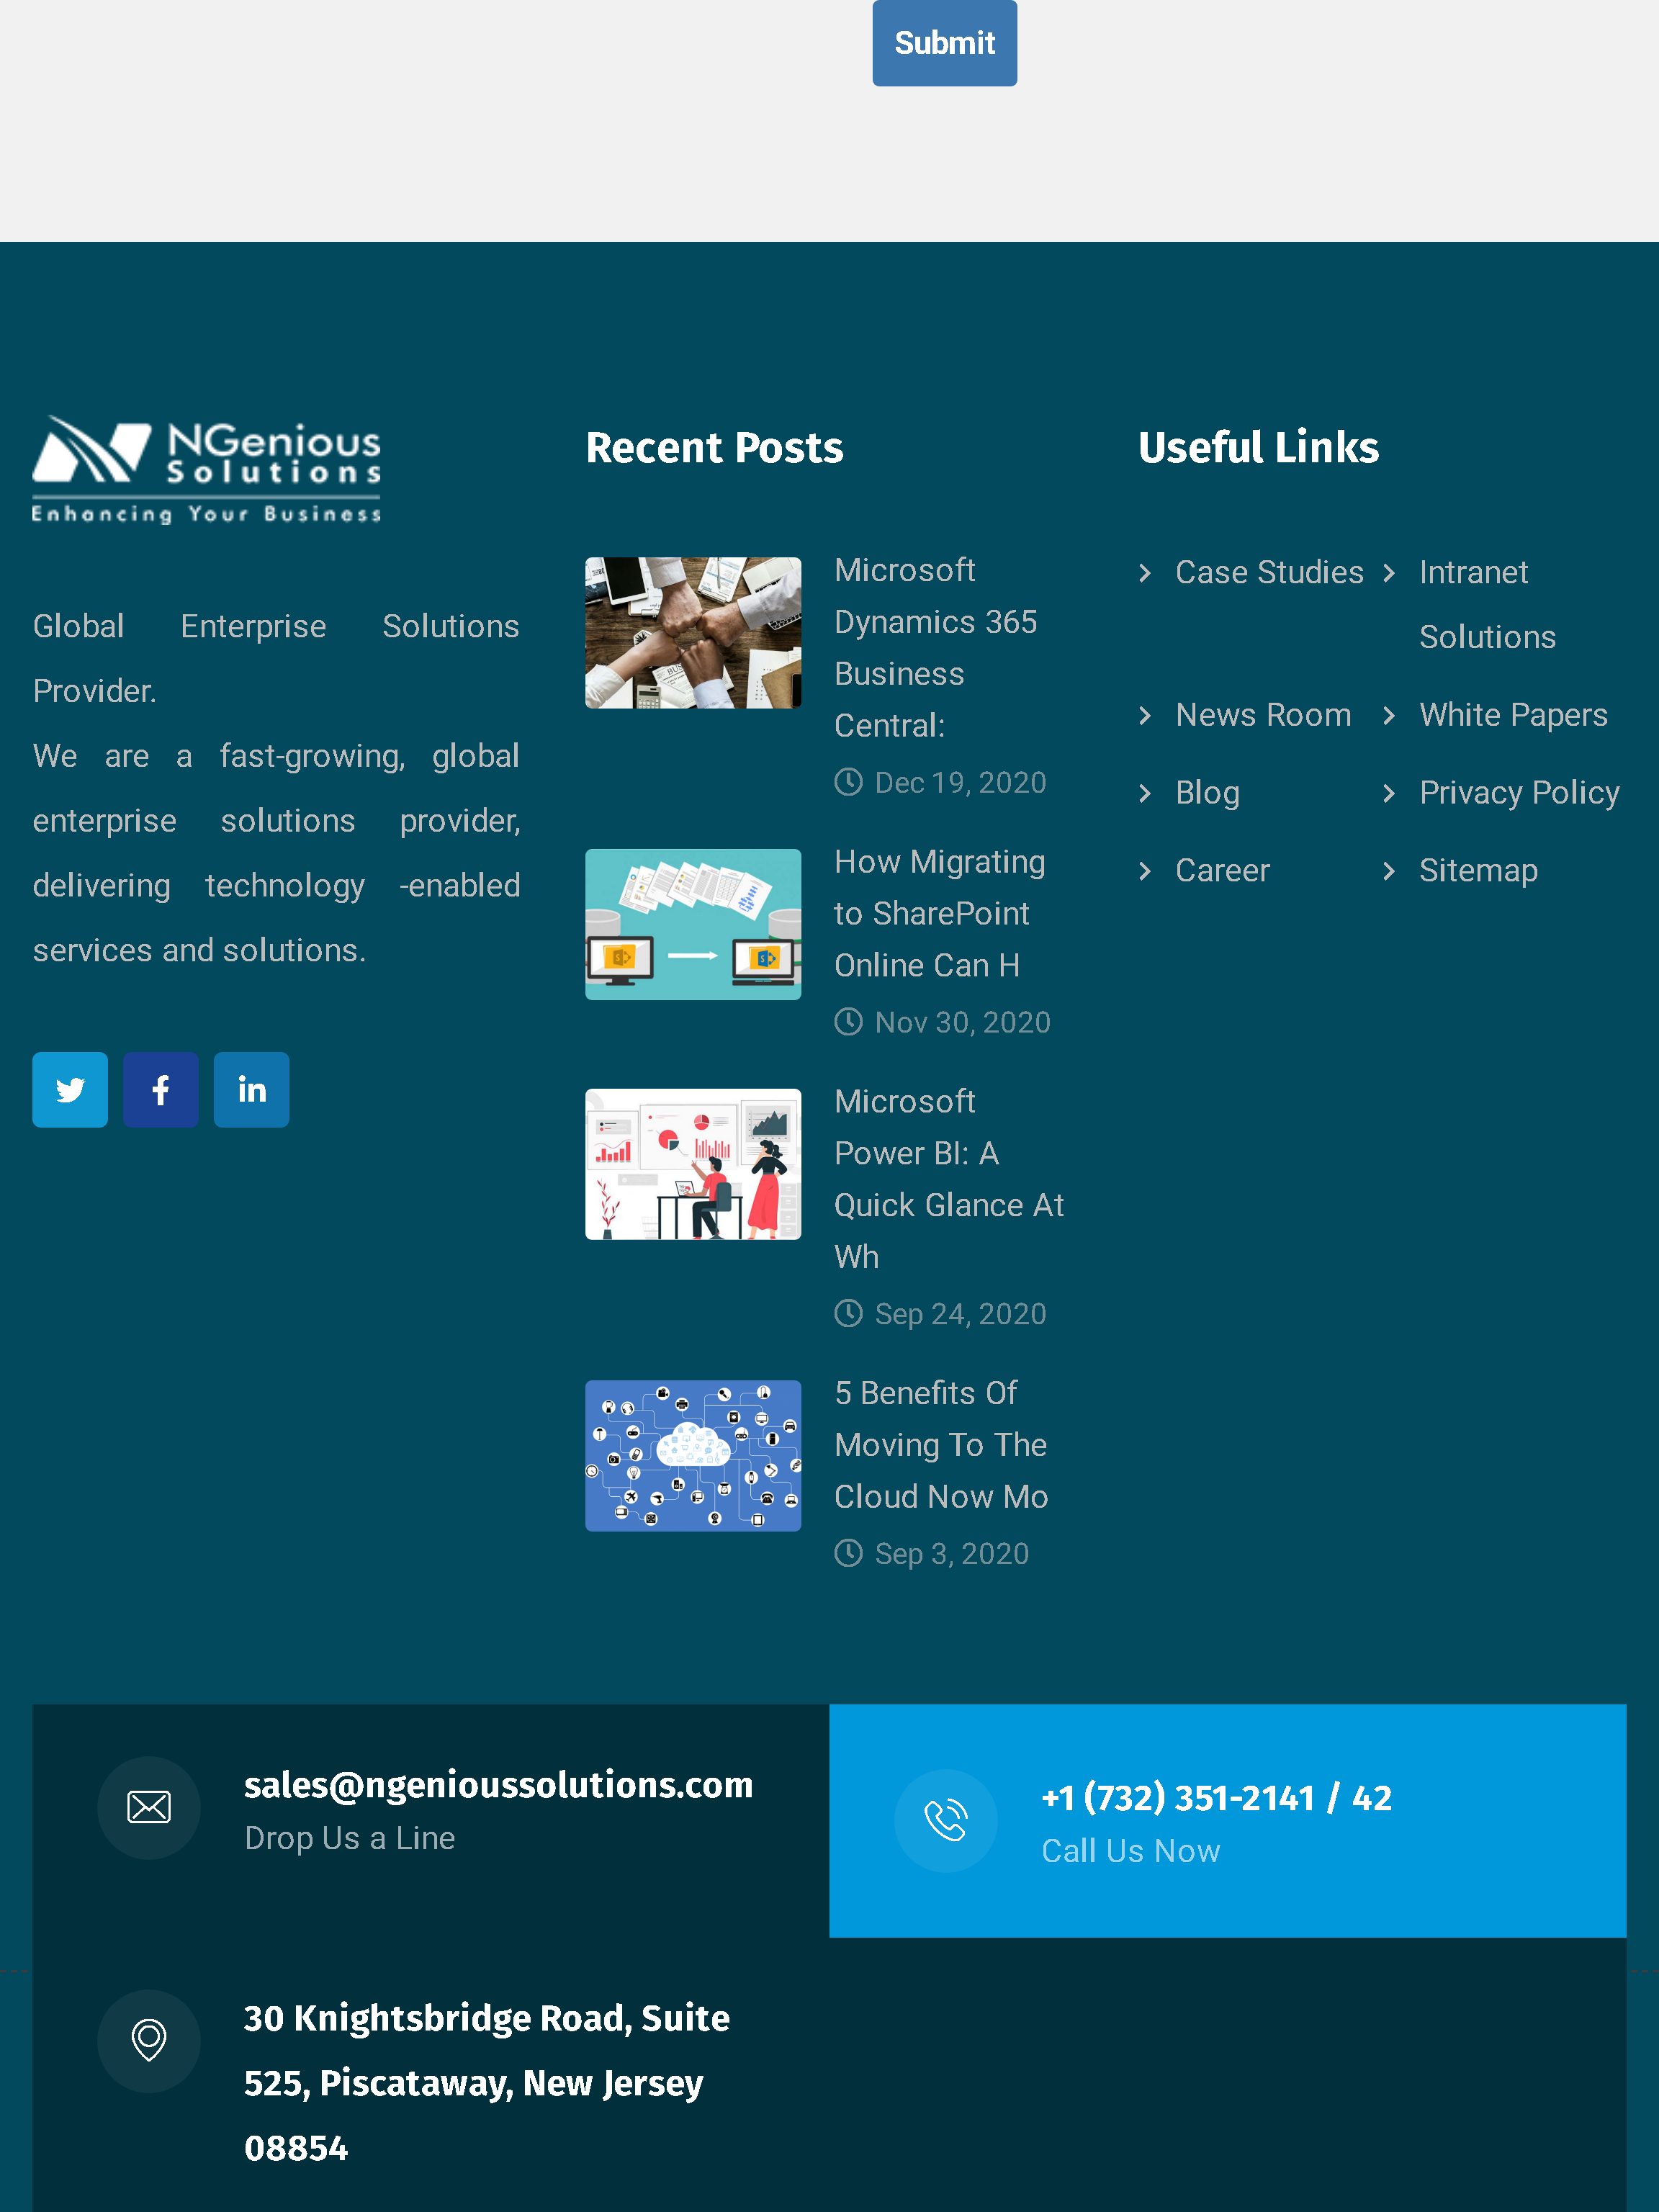 Submit
NGenious
Solutions
Enhancing Your Business
Global Enterprise Solutions
Provider.
We are a fast-growing, global
enterprise solutions provider,
delivering technology -enabled
services and solutions.
Recent Posts
Microsoft
Dynamics 365
Business
Central:
Dec 19, 2020
How Migrating
to SharePoint
Online Can H
Nov 30, 2020
Microsoft
Power BI: A
Quick Glance At
Wh
Sep 24, 2020
5 Benefits Of
Moving To The
Cloud Now Mo
Sep 3, 2020
Useful Links
Case Studies
Intranet
Solutions
News Room
White Papers
Blog
Privacy Policy
Career
Sitemap
sales@ngenioussolutions.com
Drop Us a Line
+1 (732) 351-2141 / 42
Call Us Now
30 Knightsbridge Road, Suite
525, Piscataway, New Jersey
08854